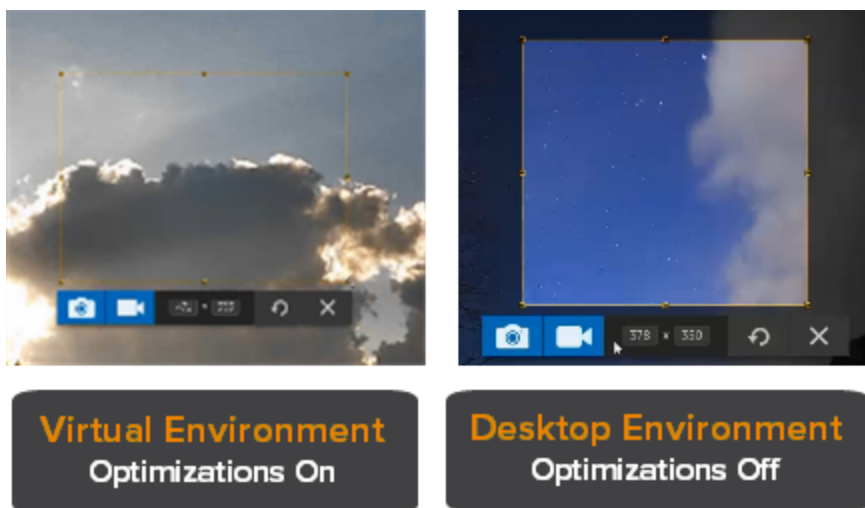 378 × 350
Virtual Environment
Optimizations On
Desktop Environment
Optimizations Off